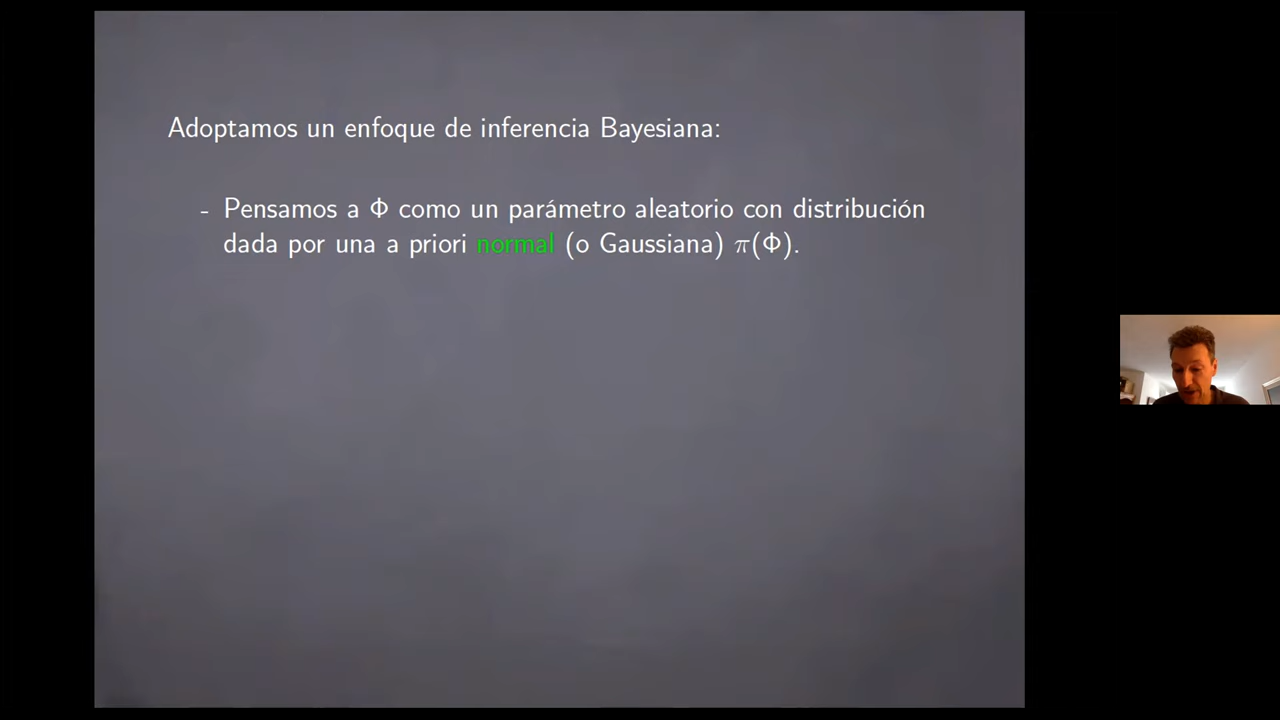 Adoptamos un enfoque de inferencia Bayesiana:
- Pensamos a Φ como un parámetro aleatorio con distribución
dada por una a priori normal (o Gaussiana) π(Φ).